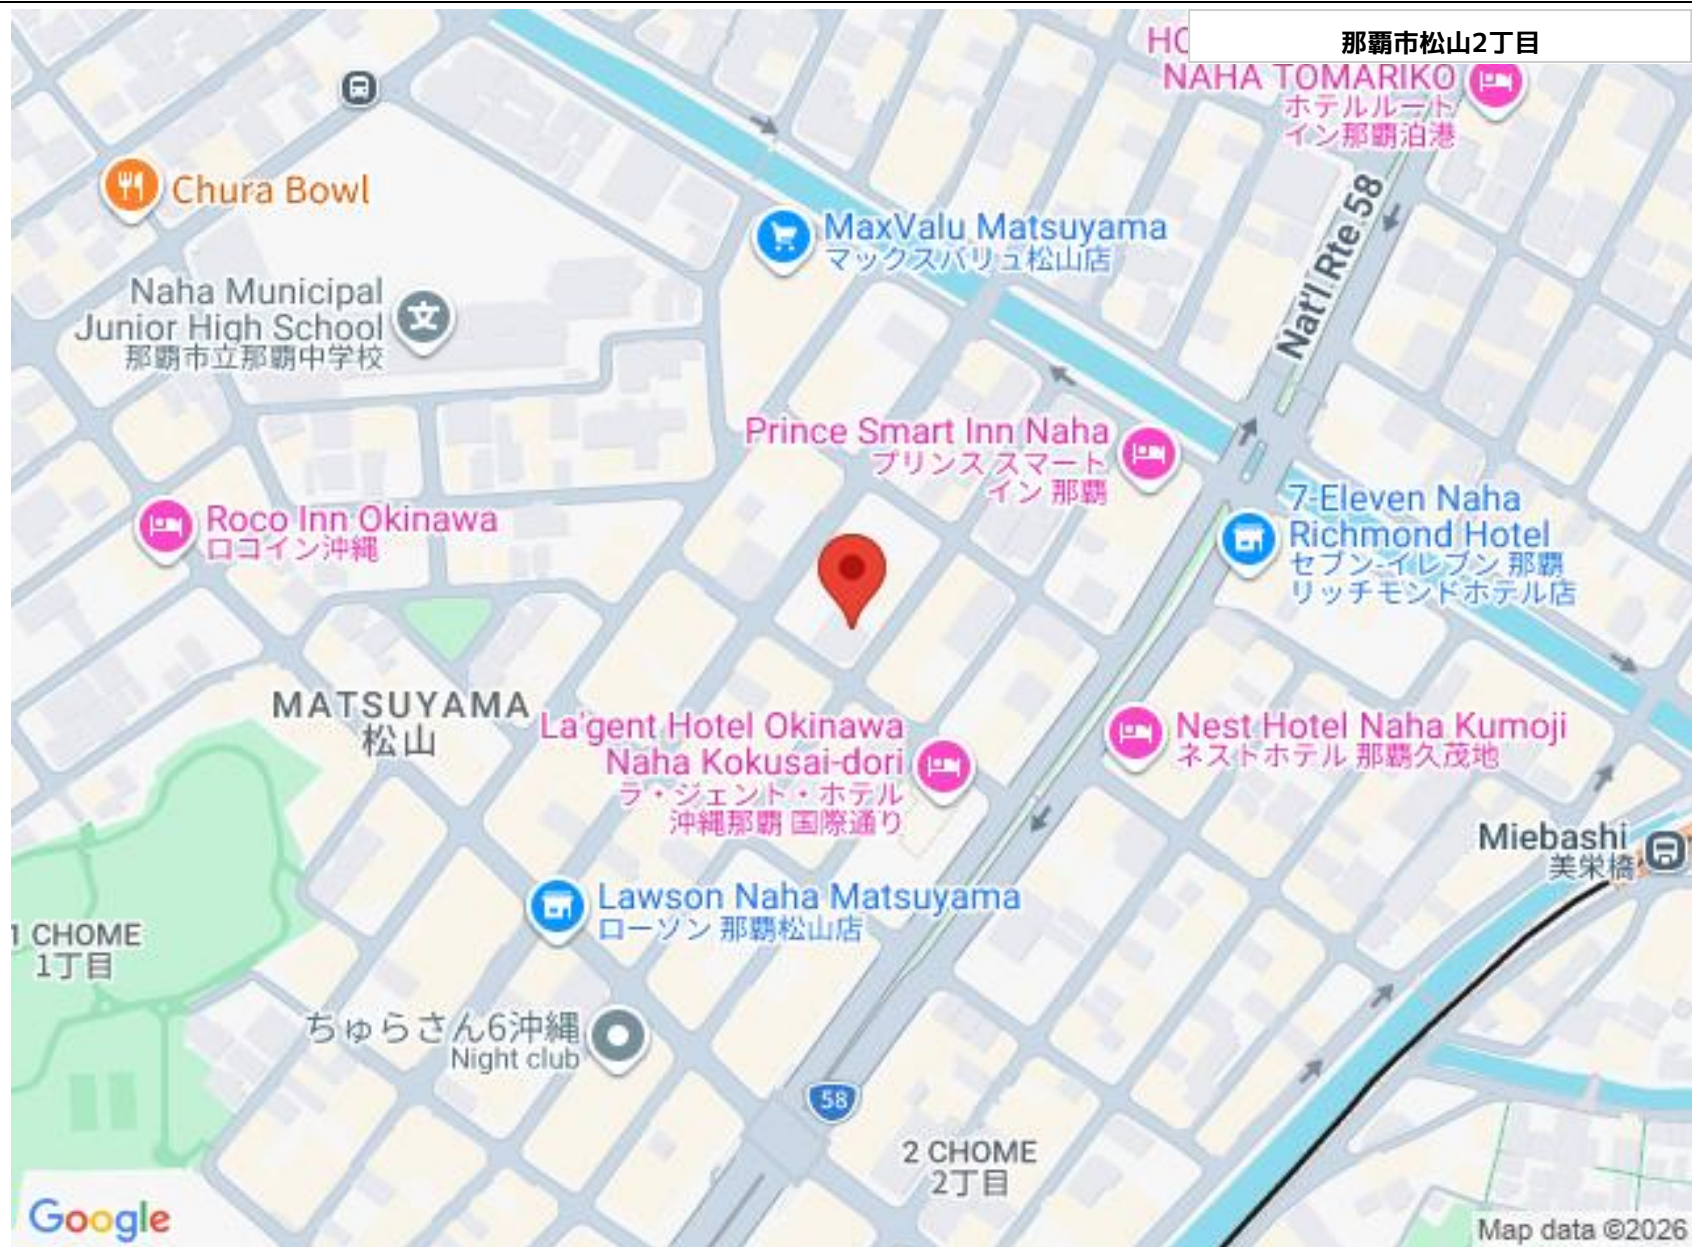 那覇市松山2丁目
HO
NAHA TOMARIKO
ホテルルート
イン那覇泊港
Nat'l Rte 58
Chura Bowl
MaxValu Matsuyama
マックスバリュ松山店
Naha Municipal
Junior High School
那覇市立那覇中学校
文
Prince Smart Inn Naha
プリンス スマート
イン 那覇
7-Eleven Naha
Richmond Hotel
セブン-イレブン 那覇
リッチモンドホテル店
Roco Inn Okinawa
ロコイン沖縄
MATSUYAMA
松山
La'gent Hotel Okinawa
Naha Kokusai-dori
ラ・ジェント・ホテル
沖縄那覇 国際通り
Nest Hotel Naha Kumoji
ネストホテル 那覇久茂地
Miebashi
美栄橋
Lawson Naha Matsuyama
ローソン 那覇松山店
1 CHOME
1丁目
ちゅらさん6沖縄
Night club
58
2 CHOME
2丁目
Google
Map data ©2026